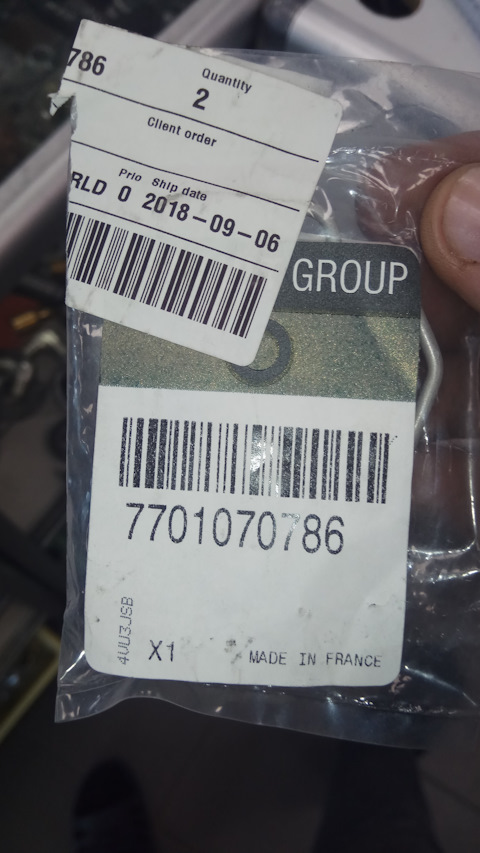 786
Quantity
2
Client order
Prio Ship date
RLD 0 2018-09-06
GROUP
7701070786
4UU3JSB
X1
MADE IN FRANCE